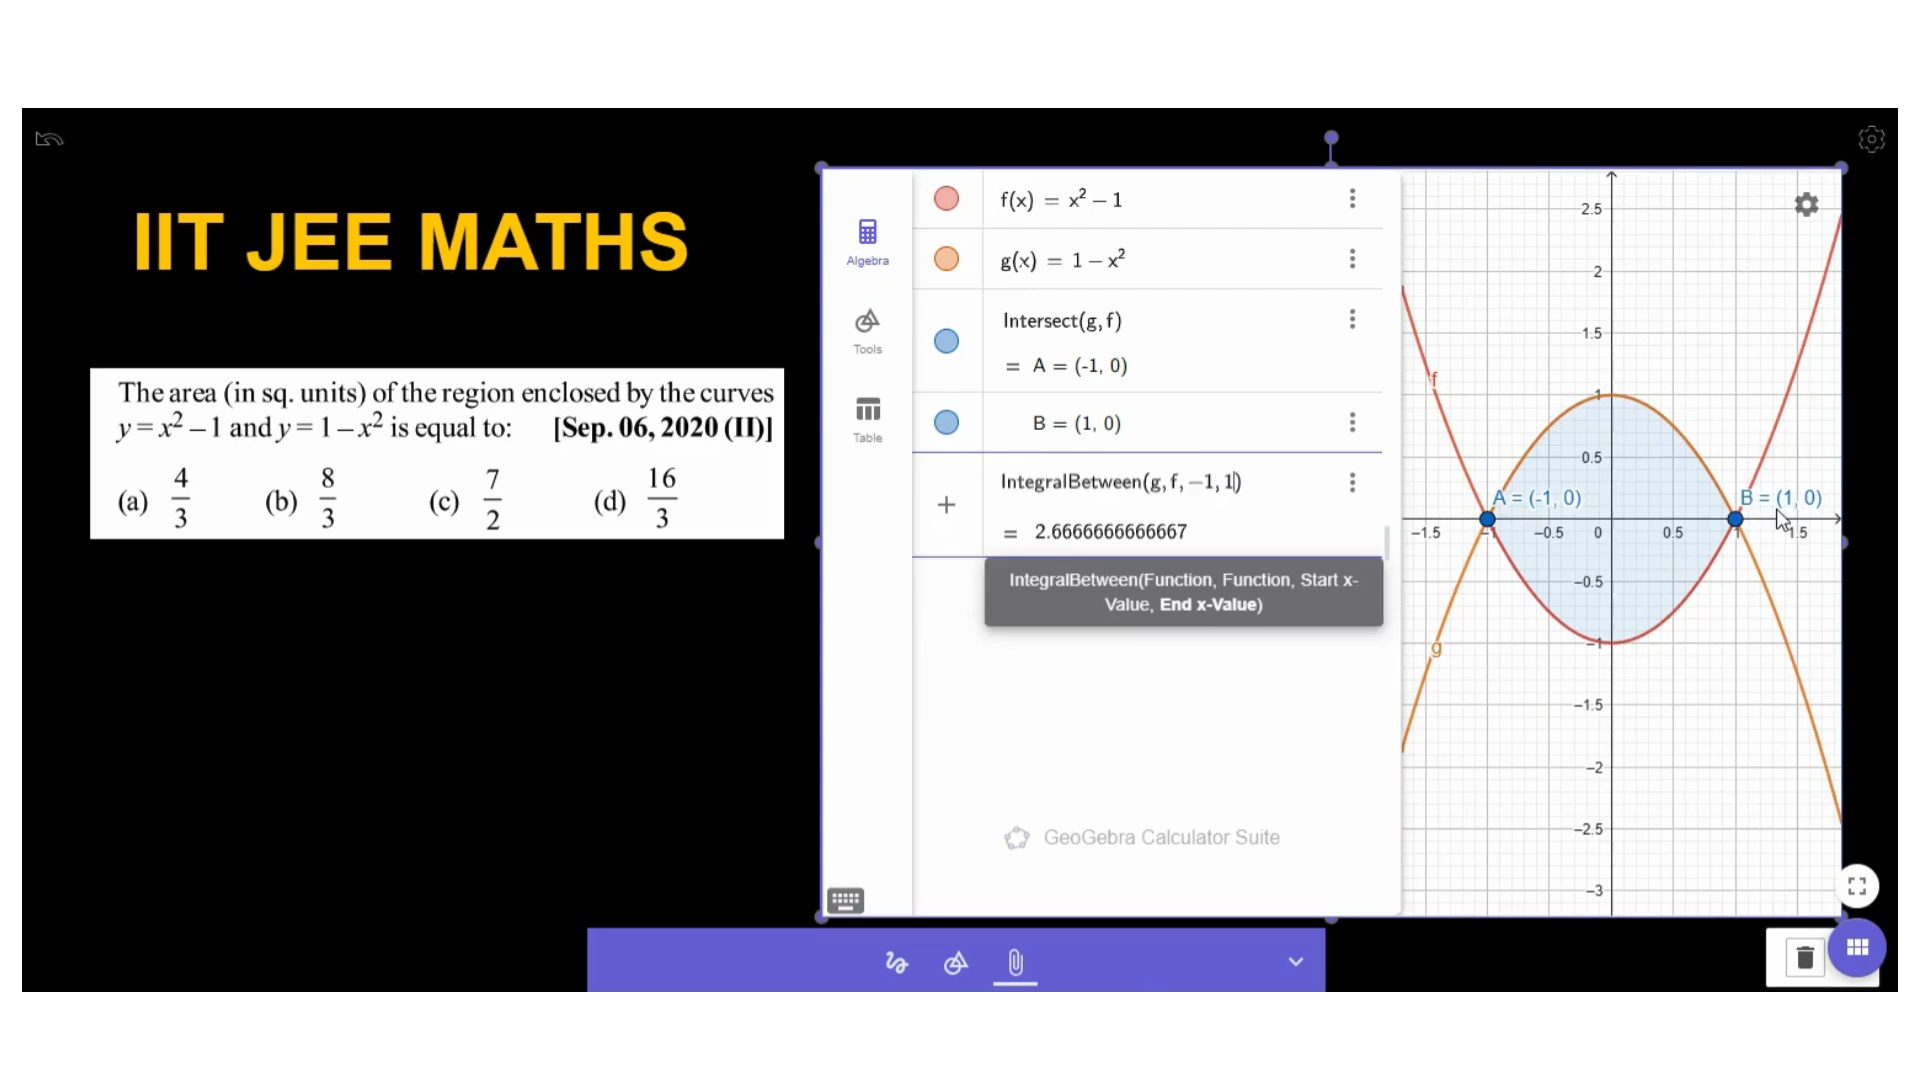 IIT JEE MATHS
The area (in sq. units) of the region enclosed by the curves
y = x² – 1 and y = 1 – x² is equal to: [Sep. 06, 2020 (II)]
(a) 4/3 (b) 8/3 (c) 7/2 (d) 16/3
Algebra
Tools
Table
f(x) = x² − 1
g(x) = 1 − x²
Intersect(g, f)
= A = (-1, 0)
B = (1, 0)
IntegralBetween(g, f, −1, 1)
= 2.6666666666667
IntegralBetween(Function, Function, Start x-
Value, End x-Value)
GeoGebra Calculator Suite
2.5
2
1.5
f
1
0.5
A = (-1, 0) B = (1, 0)
−1.5 −1 −0.5 0 0.5 1 1.5
−0.5
−1
g
−1.5
−2
−2.5
−3